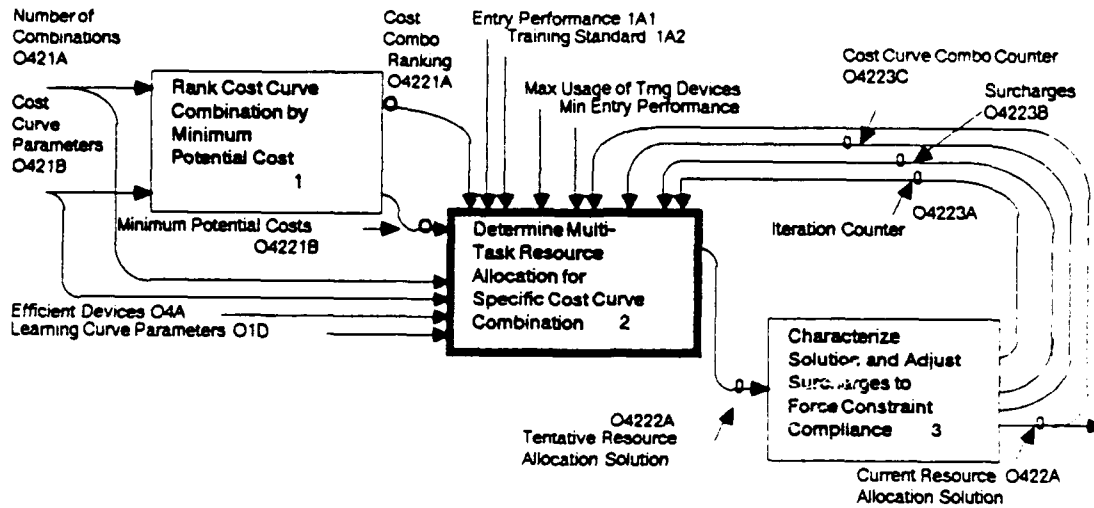 Number of
Combinations
O421A
Cost
Curve
Parameters
O421B
Rank Cost Curve
Combination by
Minimum
Potential Cost
1
Cost
Combo
Ranking
O4221A
Entry Performance 1A1
Training Standard 1A2
Max Usage of Trng Devices
Min Entry Performance
Cost Curve Combo Counter
O4223C
Surcharges
O4223B
O4223A
Iteration Counter
Minimum Potential Costs
O4221B
Determine Multi-
Task Resource
Allocation for
Specific Cost Curve
Combination 2
Efficient Devices O4A
Learning Curve Parameters O1D
Characterize
Solution and Adjust
Surcharges to
Force Constraint
Compliance 3
O4222A
Tentative Resource
Allocation Solution
Current Resource O422A
Allocation Solution